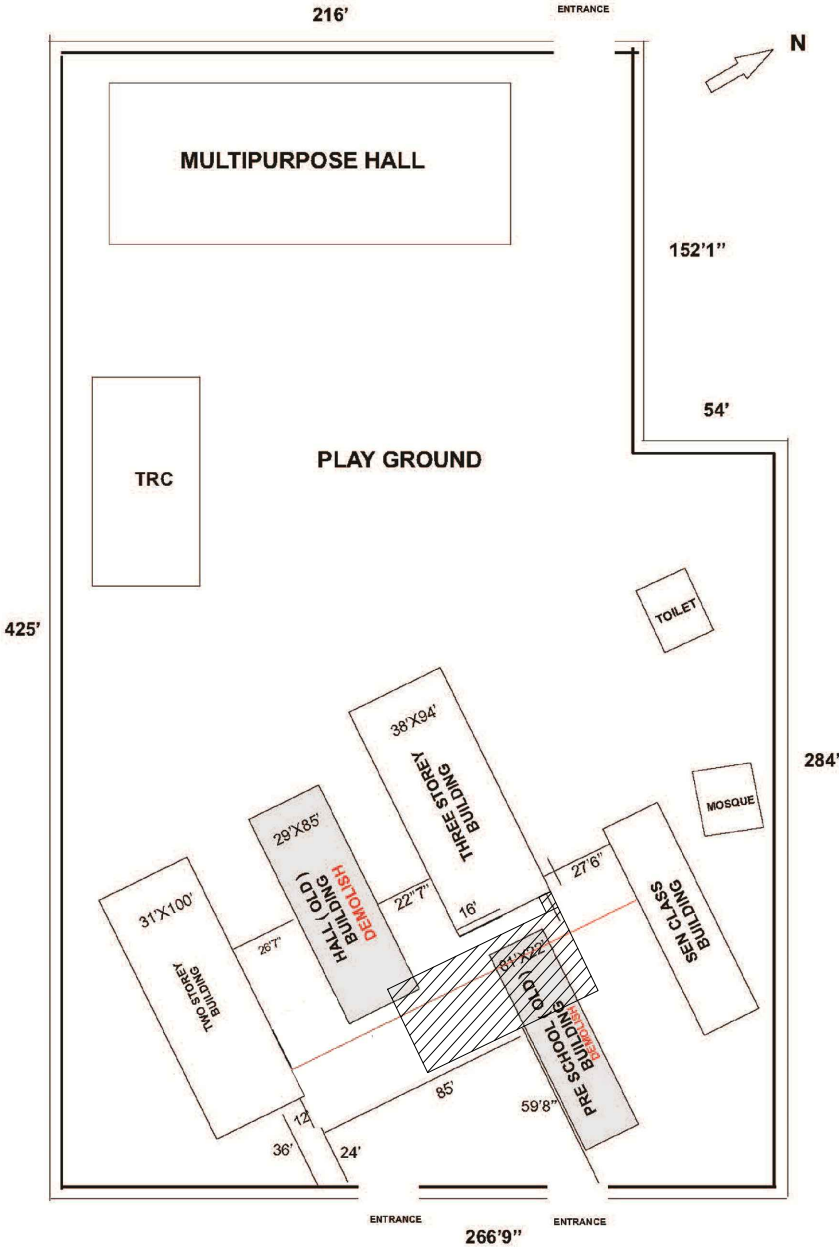 216'
ENTRANCE
N
MULTIPURPOSE HALL
152'1"
54'
PLAY GROUND
TRC
TOILET
425'
284'
38'X94'
THREE STOREY
BUILDING
MOSQUE
29'X85'
HALL ( OLD )
BUILDING
DEMOLISH
27'6"
31'X100'
TWO STOREY
BUILDING
22"7'
16'
26'7'
SEN CLASS
BUILDING
81'X22'
PRE SCHOOL ( OLD )
BUILDING
DEMOLISH
85'
59'8"
12'
36'
24'
ENTRANCE
ENTRANCE
266'9"